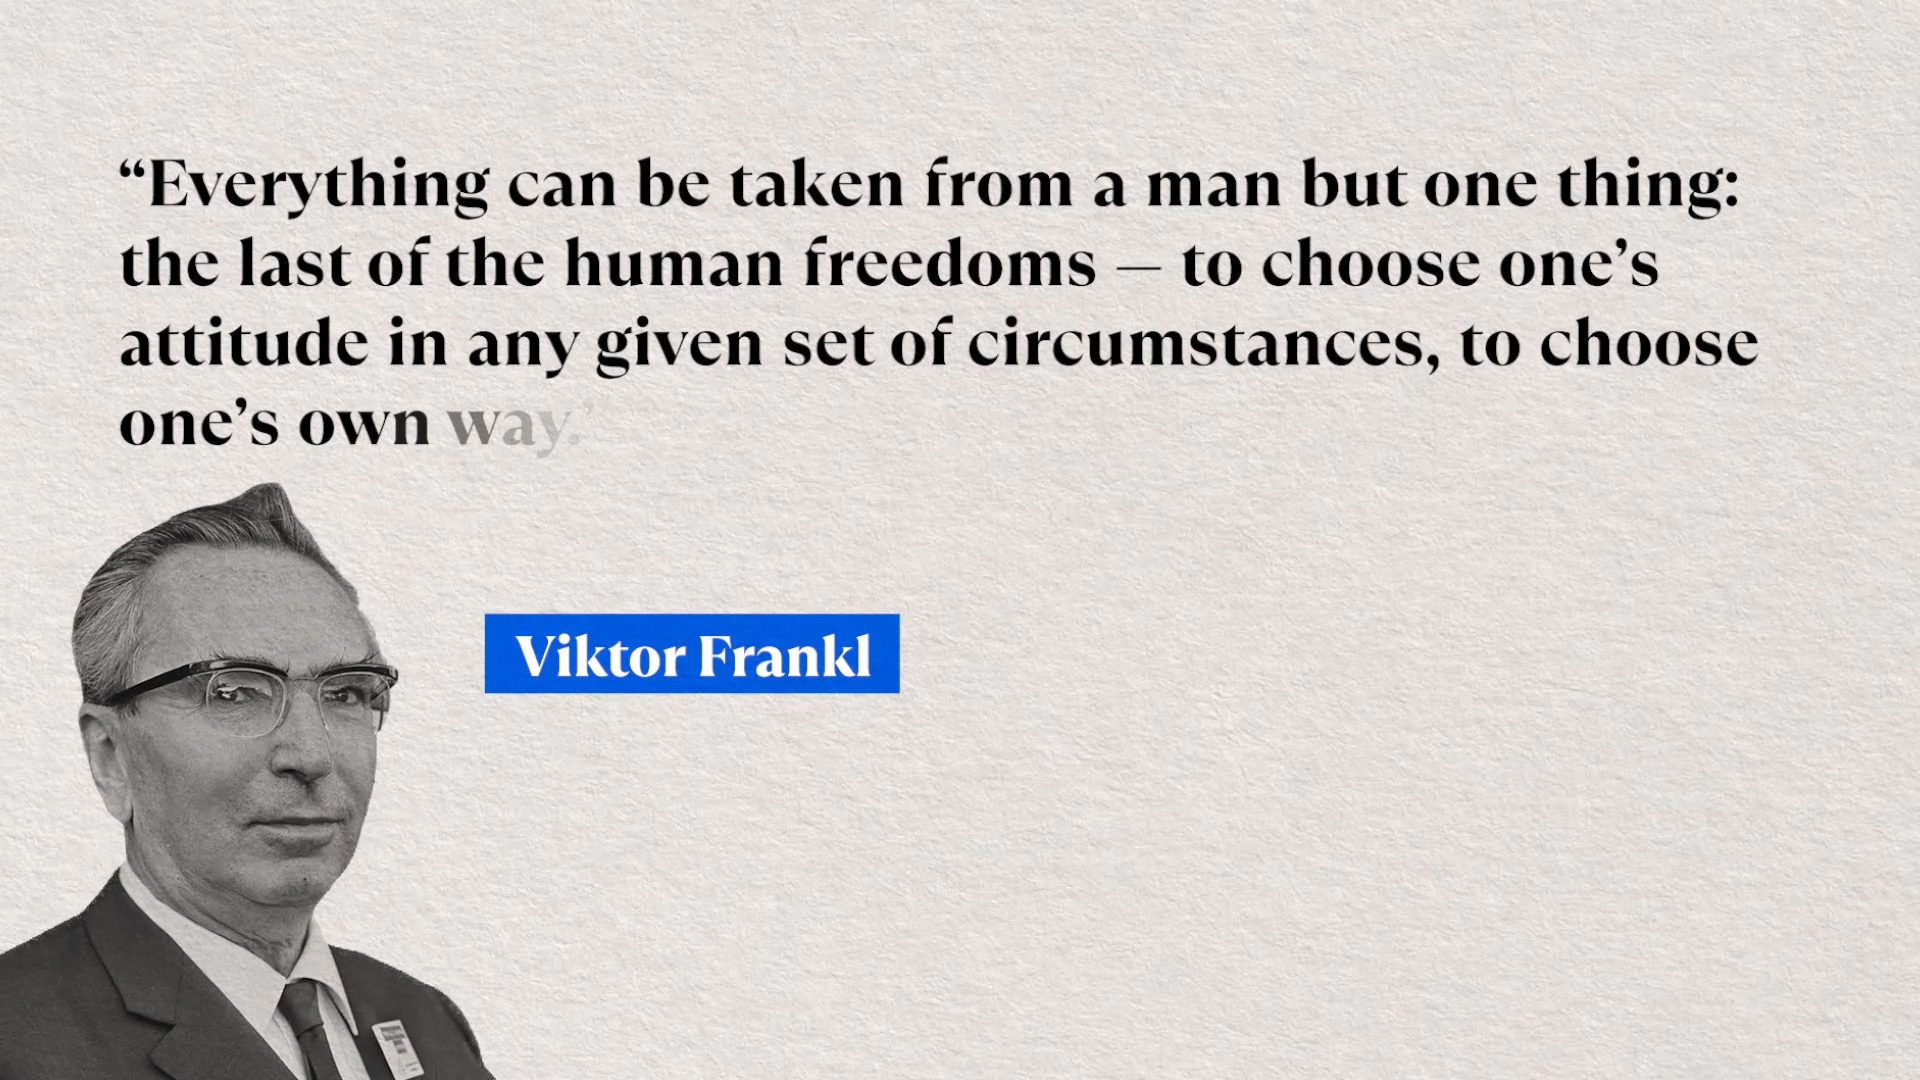 “Everything can be taken from a man but one thing:
the last of the human freedoms — to choose one’s
attitude in any given set of circumstances, to choose
one’s own way.”
Viktor Frankl